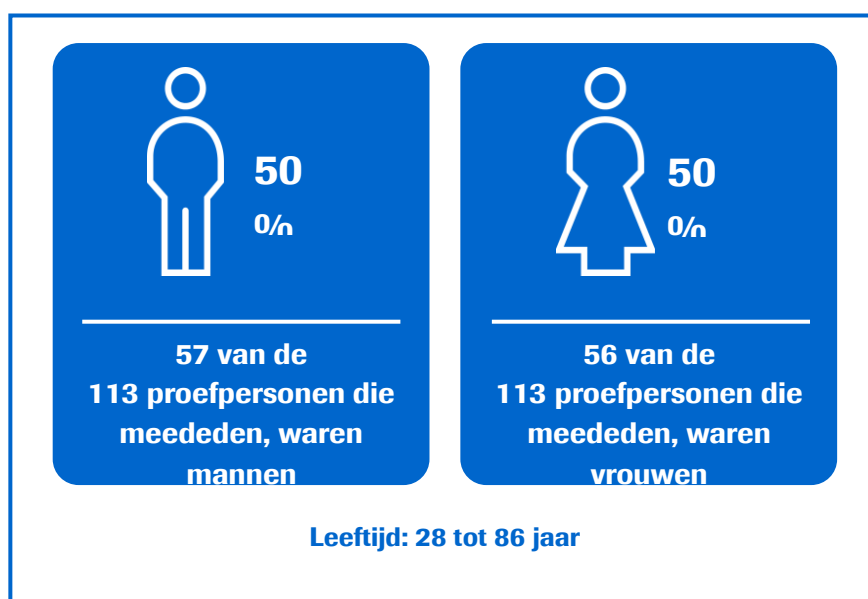 50
%
57 van de
113 proefpersonen die
meededen, waren
mannen
50
%
56 van de
113 proefpersonen die
meededen, waren
vrouwen
Leeftijd: 28 tot 86 jaar